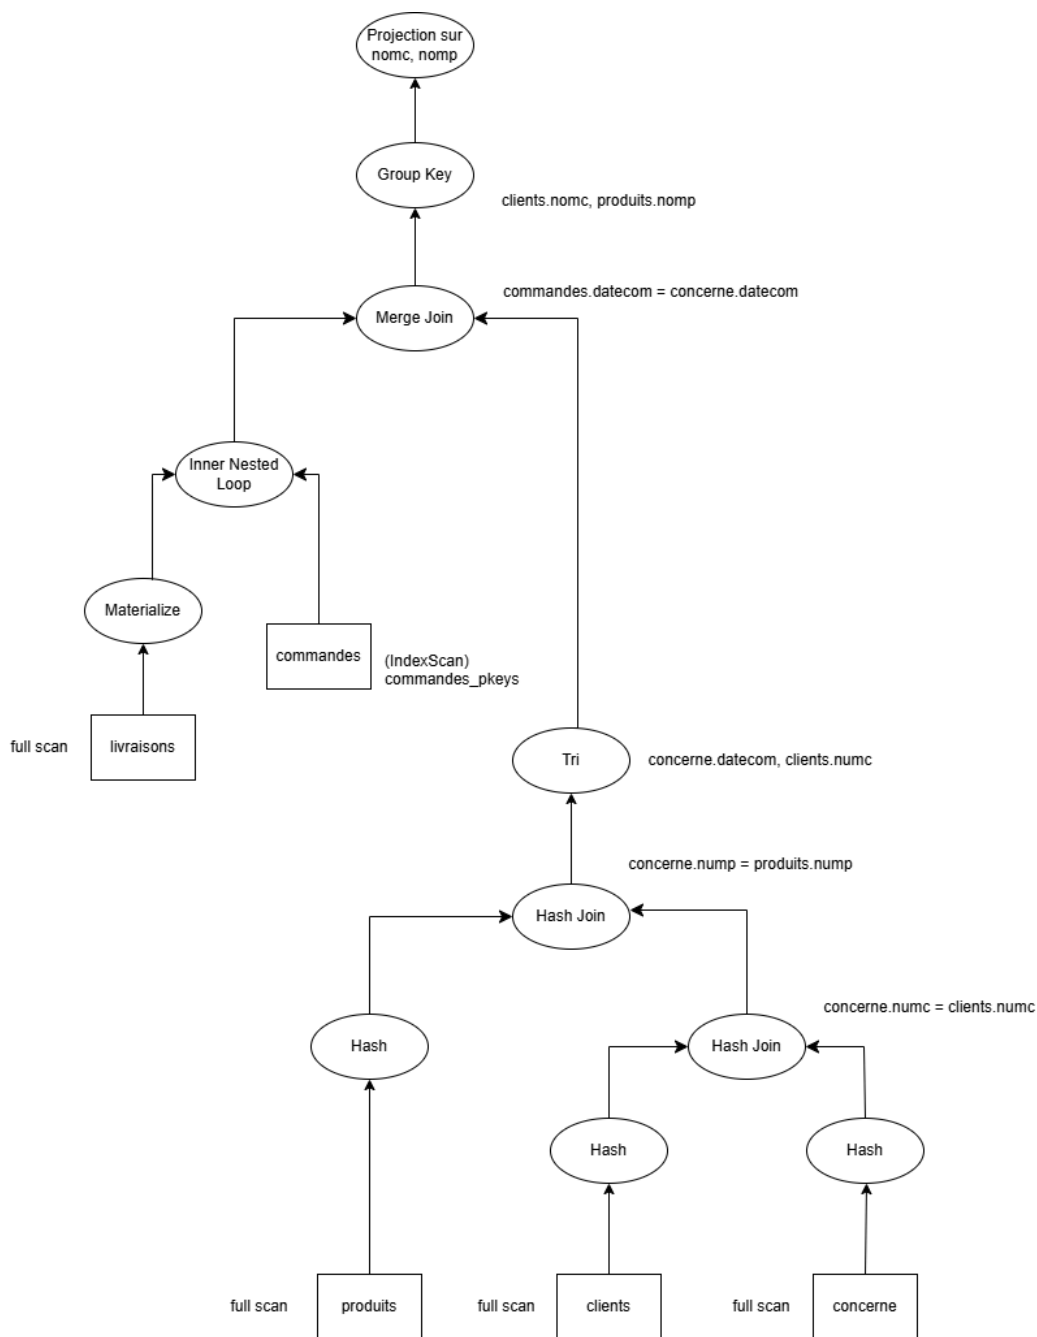 Projection sur
nomc, nomp
Group Key
clients.nomc, produits.nomp
commandes.datecom = concerne.datecom
Merge Join
Inner Nested
Loop
Materialize
commandes
(IndexScan)
commandes_pkeys
full scan
livraisons
Tri
concerne.datecom, clients.numc
concerne.nump = produits.nump
Hash Join
concerne.numc = clients.numc
Hash
Hash Join
Hash
Hash
full scan
produits
full scan
clients
full scan
concerne